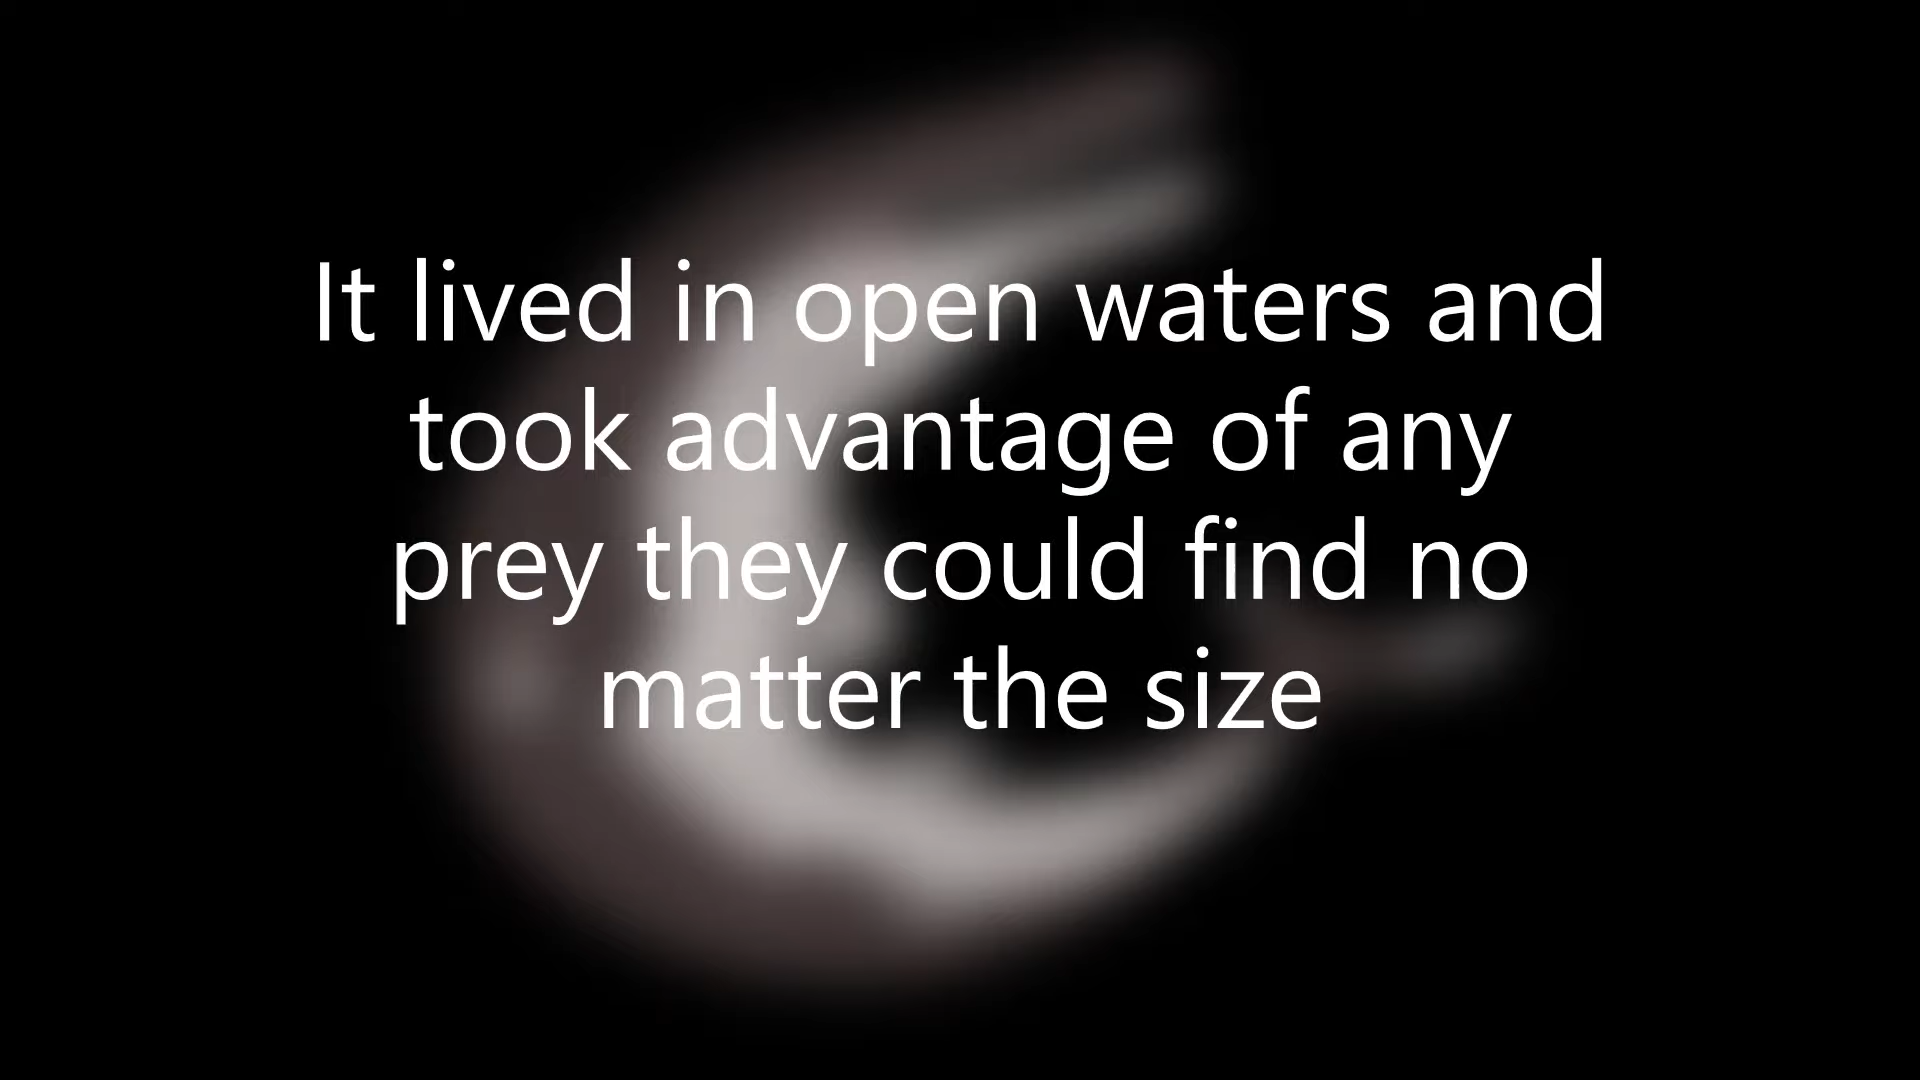 It lived in open waters and
took advantage of any
prey they could find no
matter the size